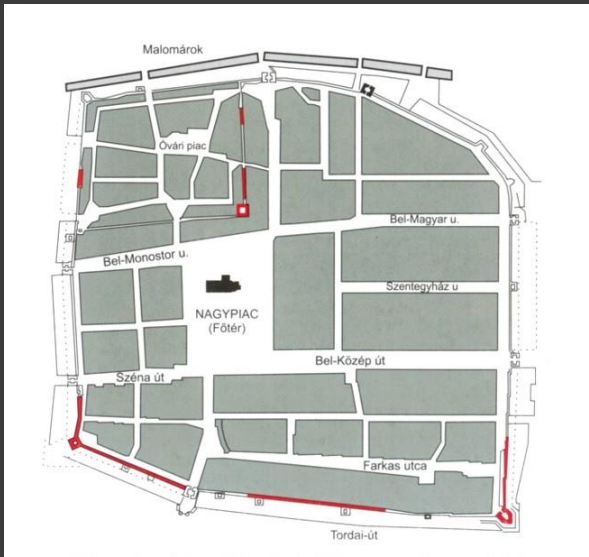 Malomárok
Óvári piac
Bel-Magyar u.
Bel-Monostor u.
Szentegyház u
NAGYPIAC
(Főtér)
Bel-Közép út
Széna út
Farkas utca
Tordai-út